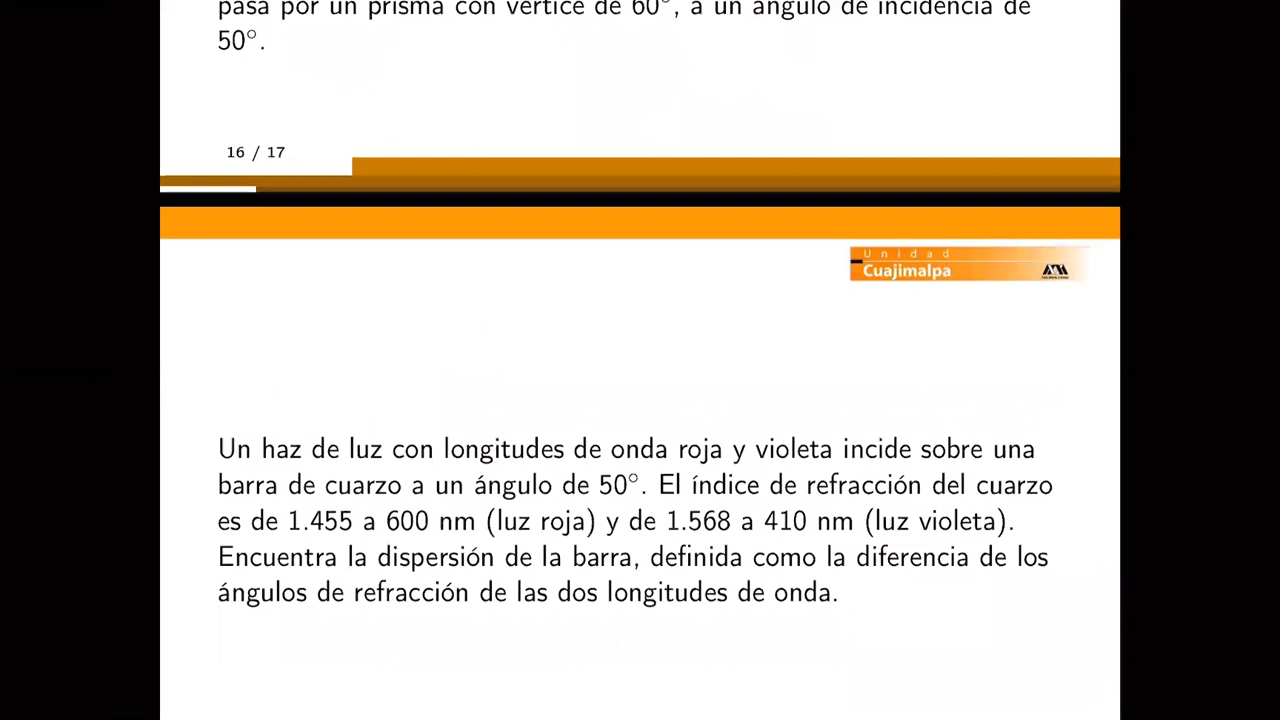 pasa por un prisma con vértice de 60°, a un ángulo de incidencia de
50°.
16 / 17
Unidad
Cuajimalpa
Un haz de luz con longitudes de onda roja y violeta incide sobre una
barra de cuarzo a un ángulo de 50°. El índice de refracción del cuarzo
es de 1.455 a 600 nm (luz roja) y de 1.568 a 410 nm (luz violeta).
Encuentra la dispersión de la barra, definida como la diferencia de los
ángulos de refracción de las dos longitudes de onda.